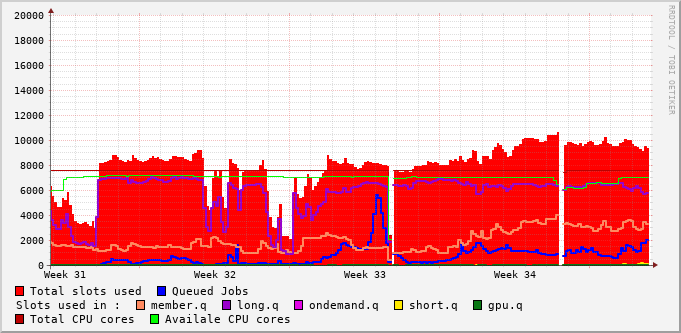 RRDTOOL / TOBI OETIKER
20000
18000
16000
14000
12000
10000
8000
6000
4000
2000
0
Week 31 Week 32 Week 33 Week 34
Total slots used Queued Jobs
Slots used in : member.q long.q ondemand.q short.q gpu.q
Total CPU cores Availale CPU cores